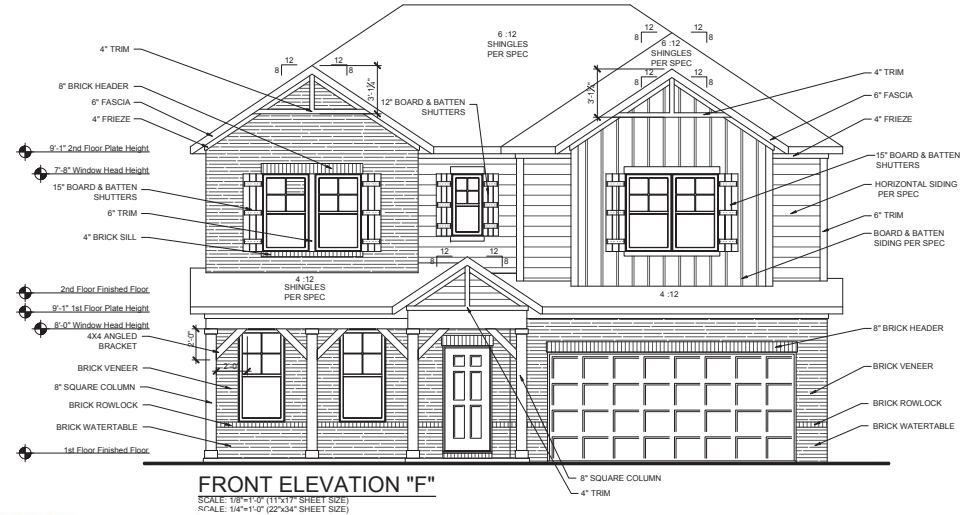 12
8
12
8
6 :12
SHINGLES
PER SPEC
6 :12
SHINGLES
PER SPEC
4" TRIM
12
8
12
8
12
8
12
8
3'-1¼"
4" TRIM
8" BRICK HEADER
6" FASCIA
4" FRIEZE
12" BOARD & BATTEN
SHUTTERS
6" FASCIA
4" FRIEZE
9'-1" 2nd Floor Plate Height
7'-8" Window Head Height
15" BOARD & BATTEN
SHUTTERS
6" TRIM
4" BRICK SILL
15" BOARD & BATTEN
SHUTTERS
HORIZONTAL SIDING
PER SPEC
6" TRIM
BOARD & BATTEN
SIDING PER SPEC
12
8
12
8
4 :12
SHINGLES
PER SPEC
4 :12
2nd Floor Finished Floor
9'-1" 1st Floor Plate Height
8'-0" Window Head Height
4X4 ANGLED
BRACKET
2'-0"
2'-0"
BRICK VENEER
8" SQUARE COLUMN
BRICK ROWLOCK
BRICK WATERTABLE
1st Floor Finished Floor
8" BRICK HEADER
BRICK VENEER
BRICK ROWLOCK
BRICK WATERTABLE
8" SQUARE COLUMN
4" TRIM
FRONT ELEVATION "F"
SCALE: 1/8"=1'-0" (11"x17" SHEET SIZE)
SCALE: 1/4"=1'-0" (22"x34" SHEET SIZE)